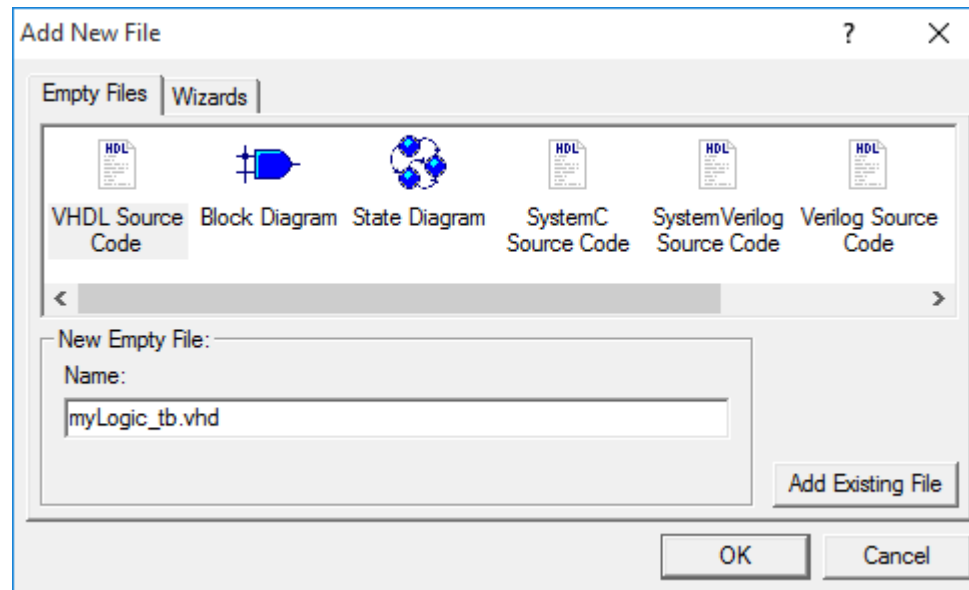 Add New File
?
Empty Files
Wizards
HDL
HDL
HDL
HDL
VHDL Source
Code
Block Diagram
State Diagram
SystemC
Source Code
SystemVerilog
Source Code
Verilog Source
Code
New Empty File:
Name:
myLogic_tb.vhd
Add Existing File
OK
Cancel